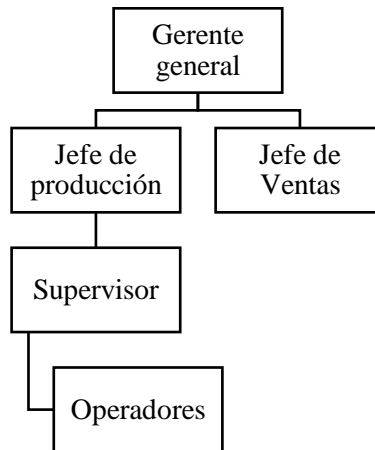 Gerente
general
Jefe de
producción
Jefe de
Ventas
Supervisor
Operadores